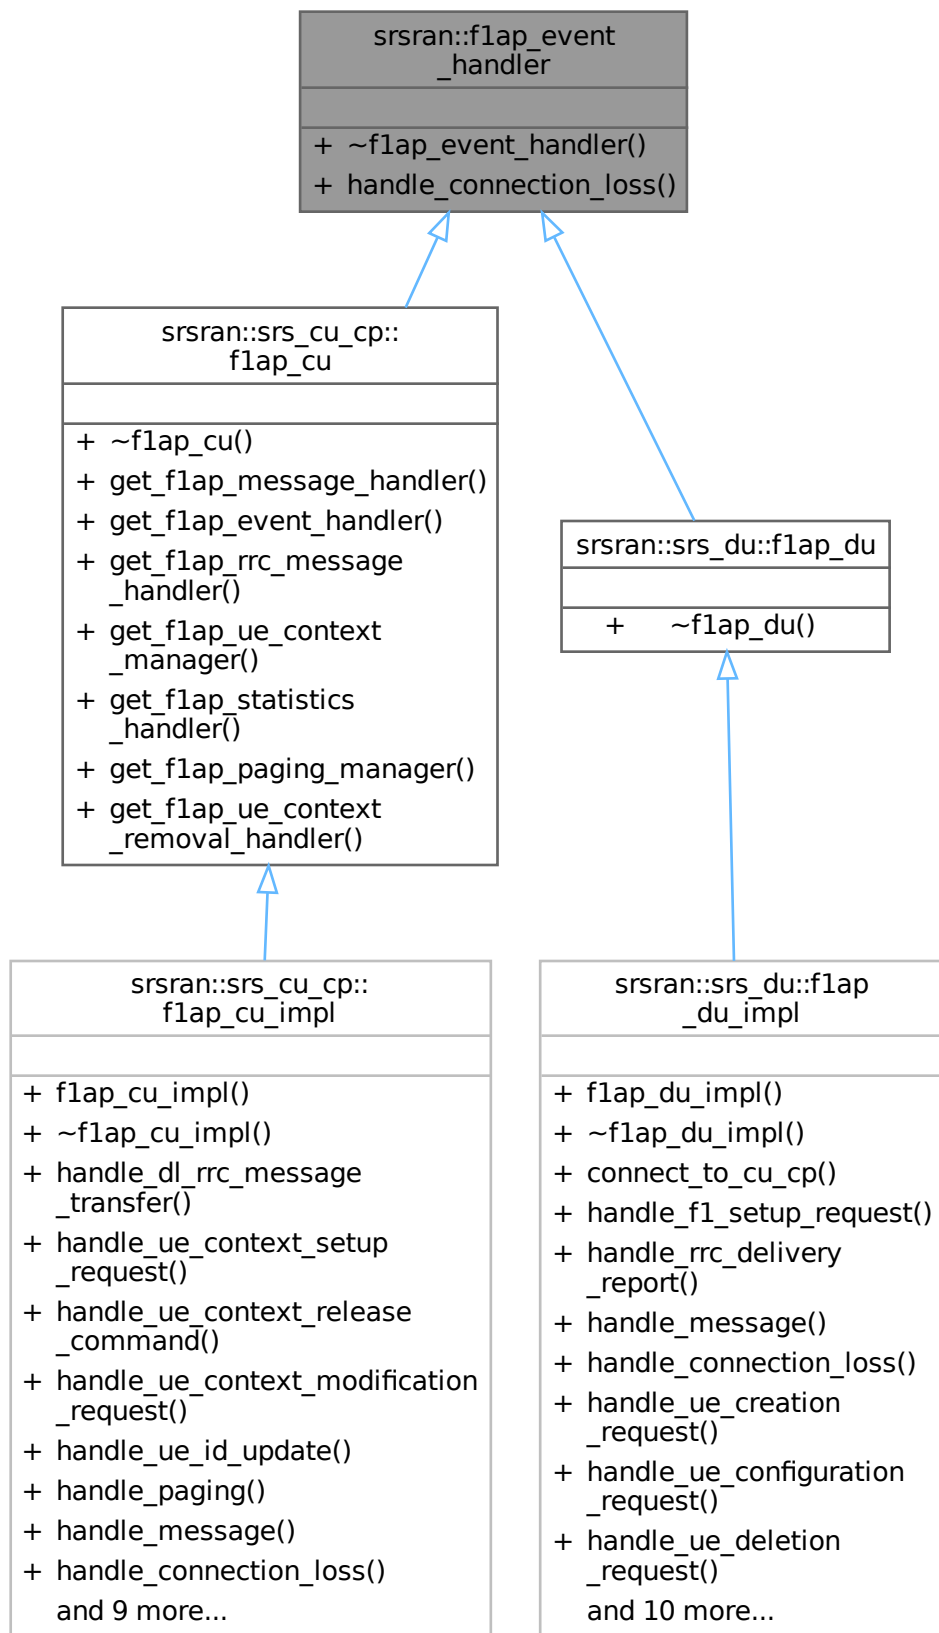 srsran::f1ap_event
_handler
+ ~f1ap_event_handler()
+ handle_connection_loss()
srsran::srs_cu_cp::
f1ap_cu
+ ~f1ap_cu()
+ get_f1ap_message_handler()
+ get_f1ap_event_handler()
+ get_f1ap_rrc_message
_handler()
+ get_f1ap_ue_context
_manager()
+ get_f1ap_statistics
_handler()
+ get_f1ap_paging_manager()
+ get_f1ap_ue_context
_removal_handler()
srsran::srs_du::f1ap_du
+ ~f1ap_du()
srsran::srs_cu_cp::
f1ap_cu_impl
+ f1ap_cu_impl()
+ ~f1ap_cu_impl()
+ handle_dl_rrc_message
_transfer()
+ handle_ue_context_setup
_request()
+ handle_ue_context_release
_command()
+ handle_ue_context_modification
_request()
+ handle_ue_id_update()
+ handle_paging()
+ handle_message()
+ handle_connection_loss()
and 9 more...
srsran::srs_du::f1ap
_du_impl
+ f1ap_du_impl()
+ ~f1ap_du_impl()
+ connect_to_cu_cp()
+ handle_f1_setup_request()
+ handle_rrc_delivery
_report()
+ handle_message()
+ handle_connection_loss()
+ handle_ue_creation
_request()
+ handle_ue_configuration
_request()
+ handle_ue_deletion
_request()
and 10 more...